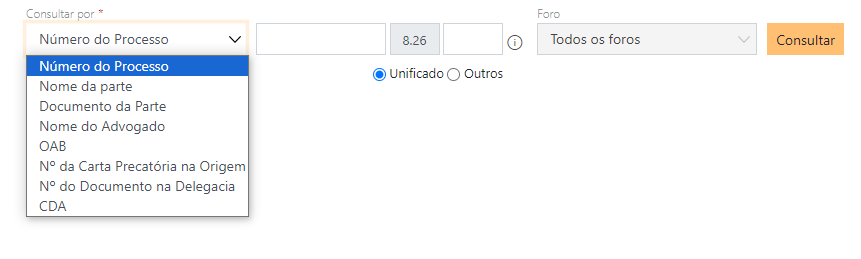 Consultar por *
Foro
Número do Processo
8.26
Todos os foros
Consultar
Unificado
Outros
Número do Processo
Nome da parte
Documento da Parte
Nome do Advogado
OAB
Nº da Carta Precatória na Origem
Nº do Documento na Delegacia
CDA